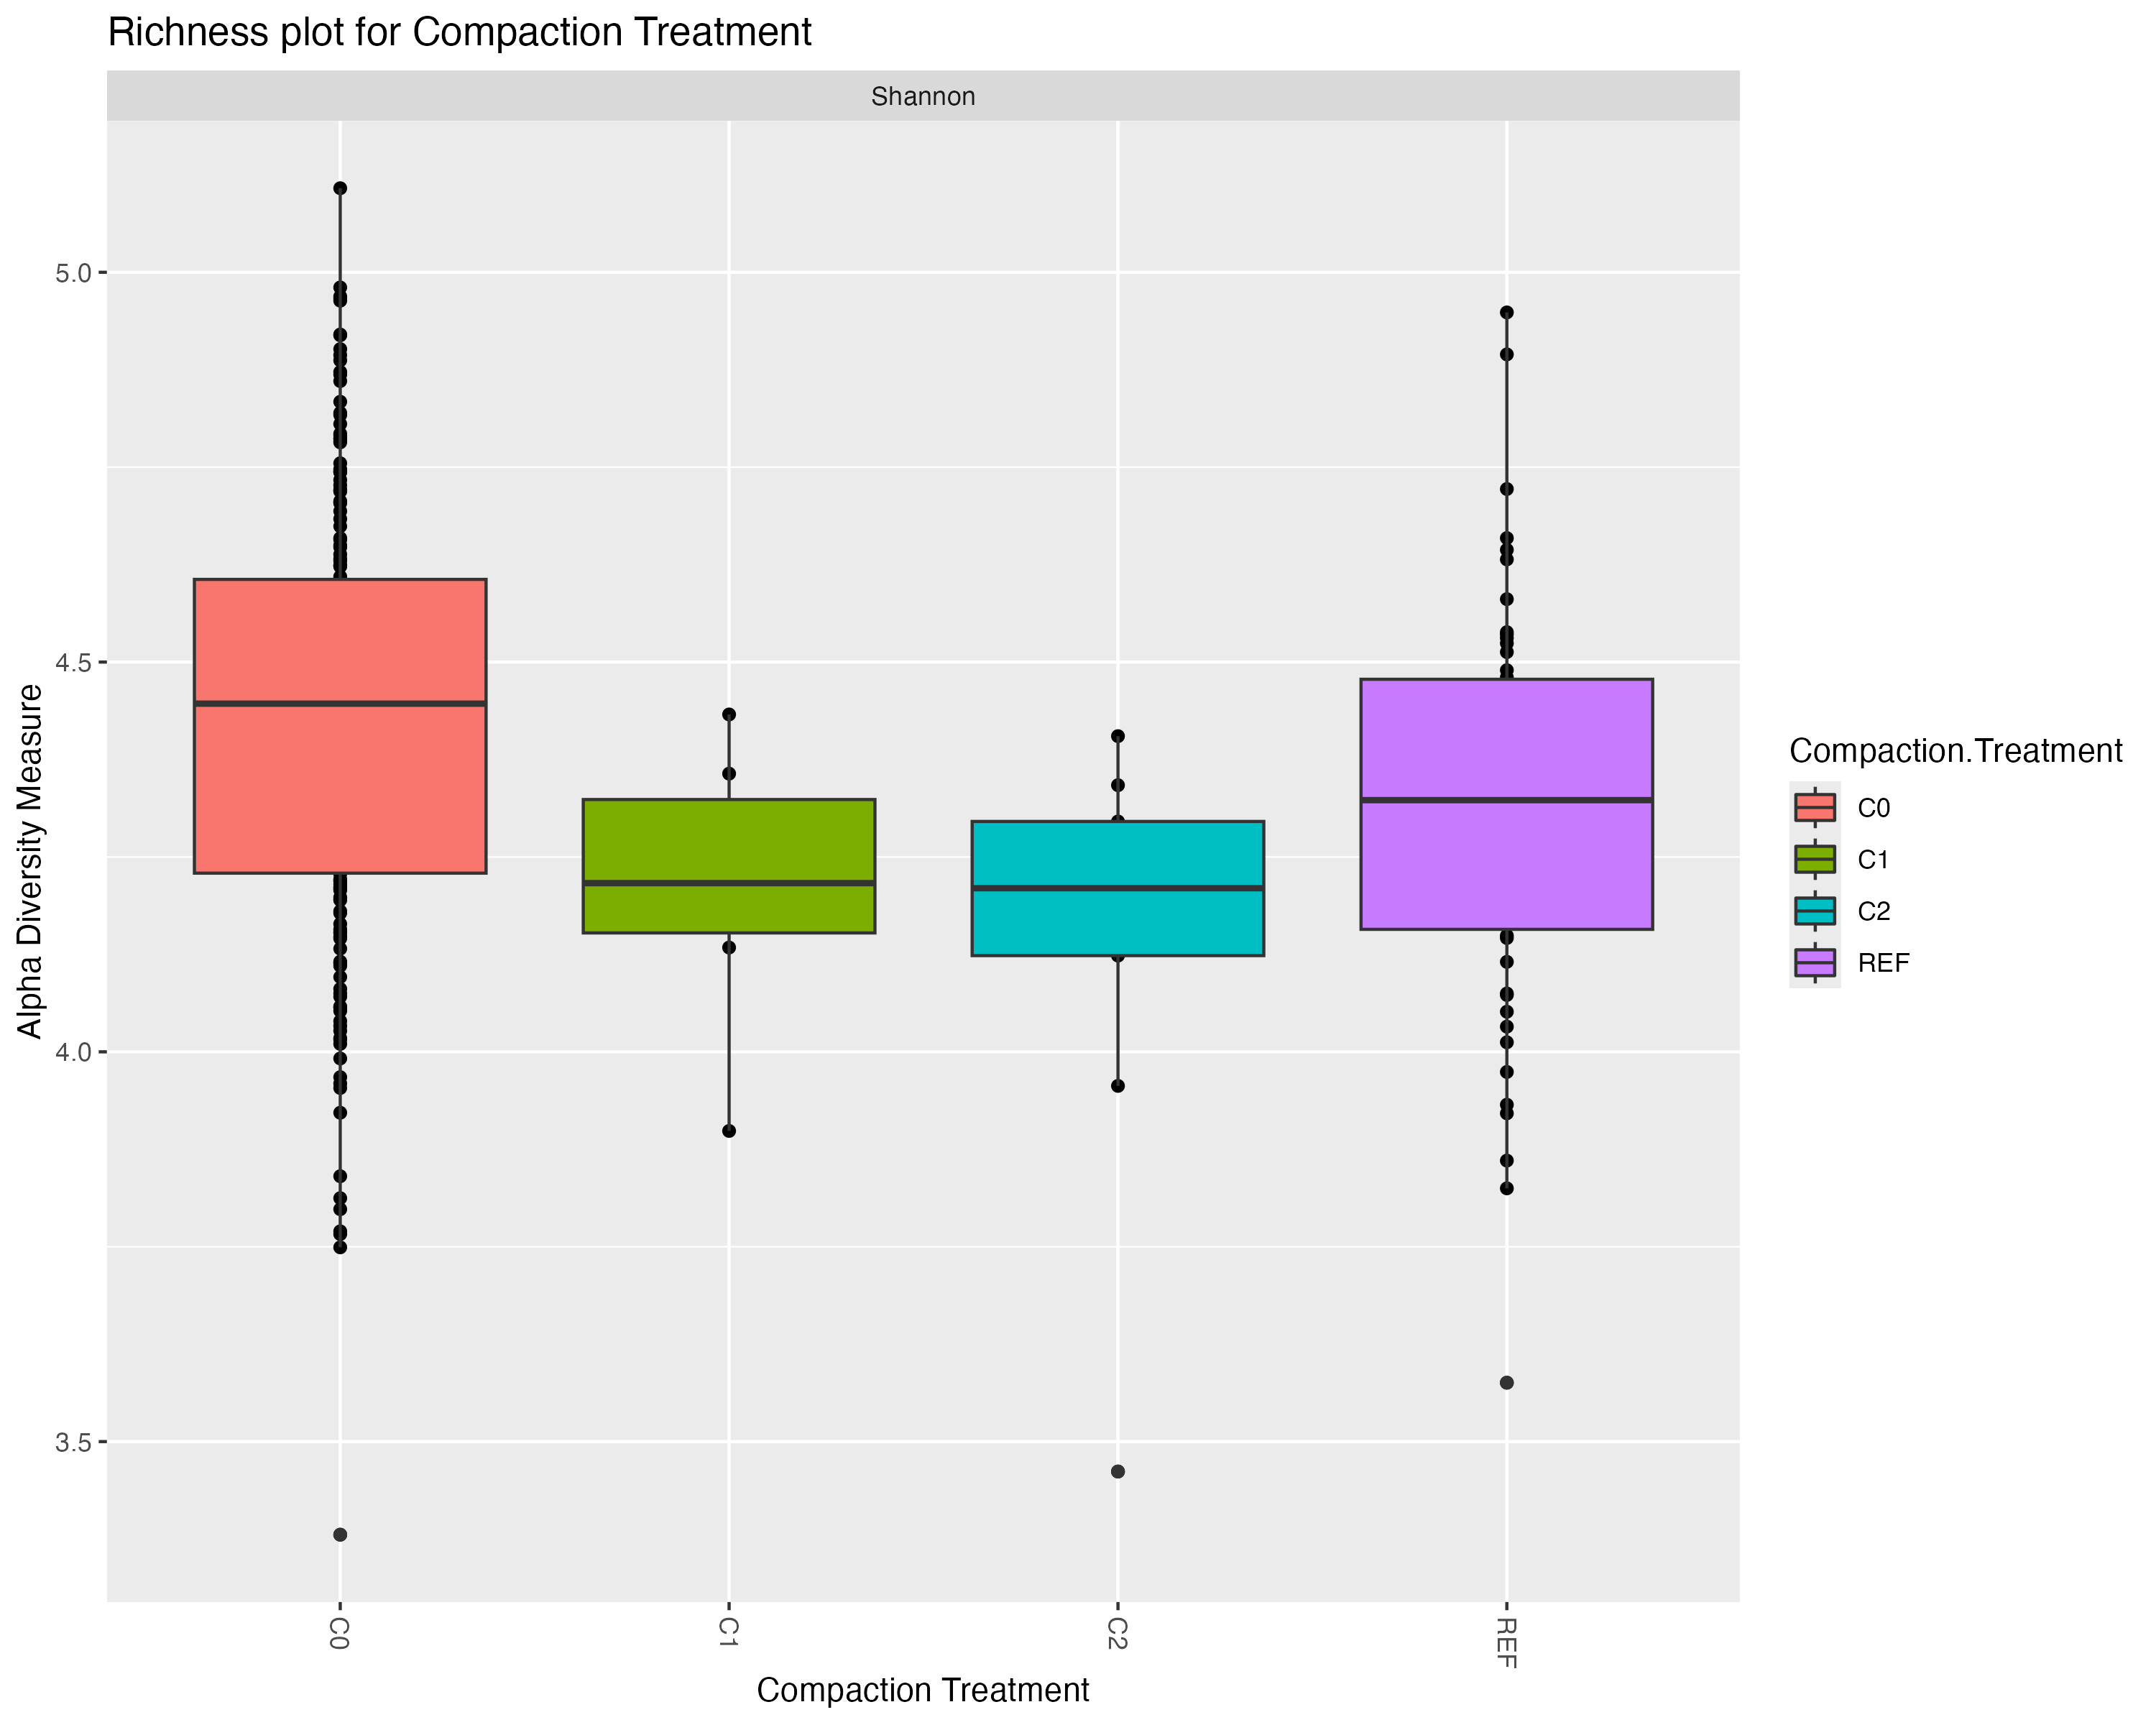 Richness plot for Compaction Treatment
Shannon
Alpha Diversity Measure
5.0
4.5
4.0
3.5
C0
C1
C2
REF
Compaction Treatment
Compaction.Treatment
C0
C1
C2
REF